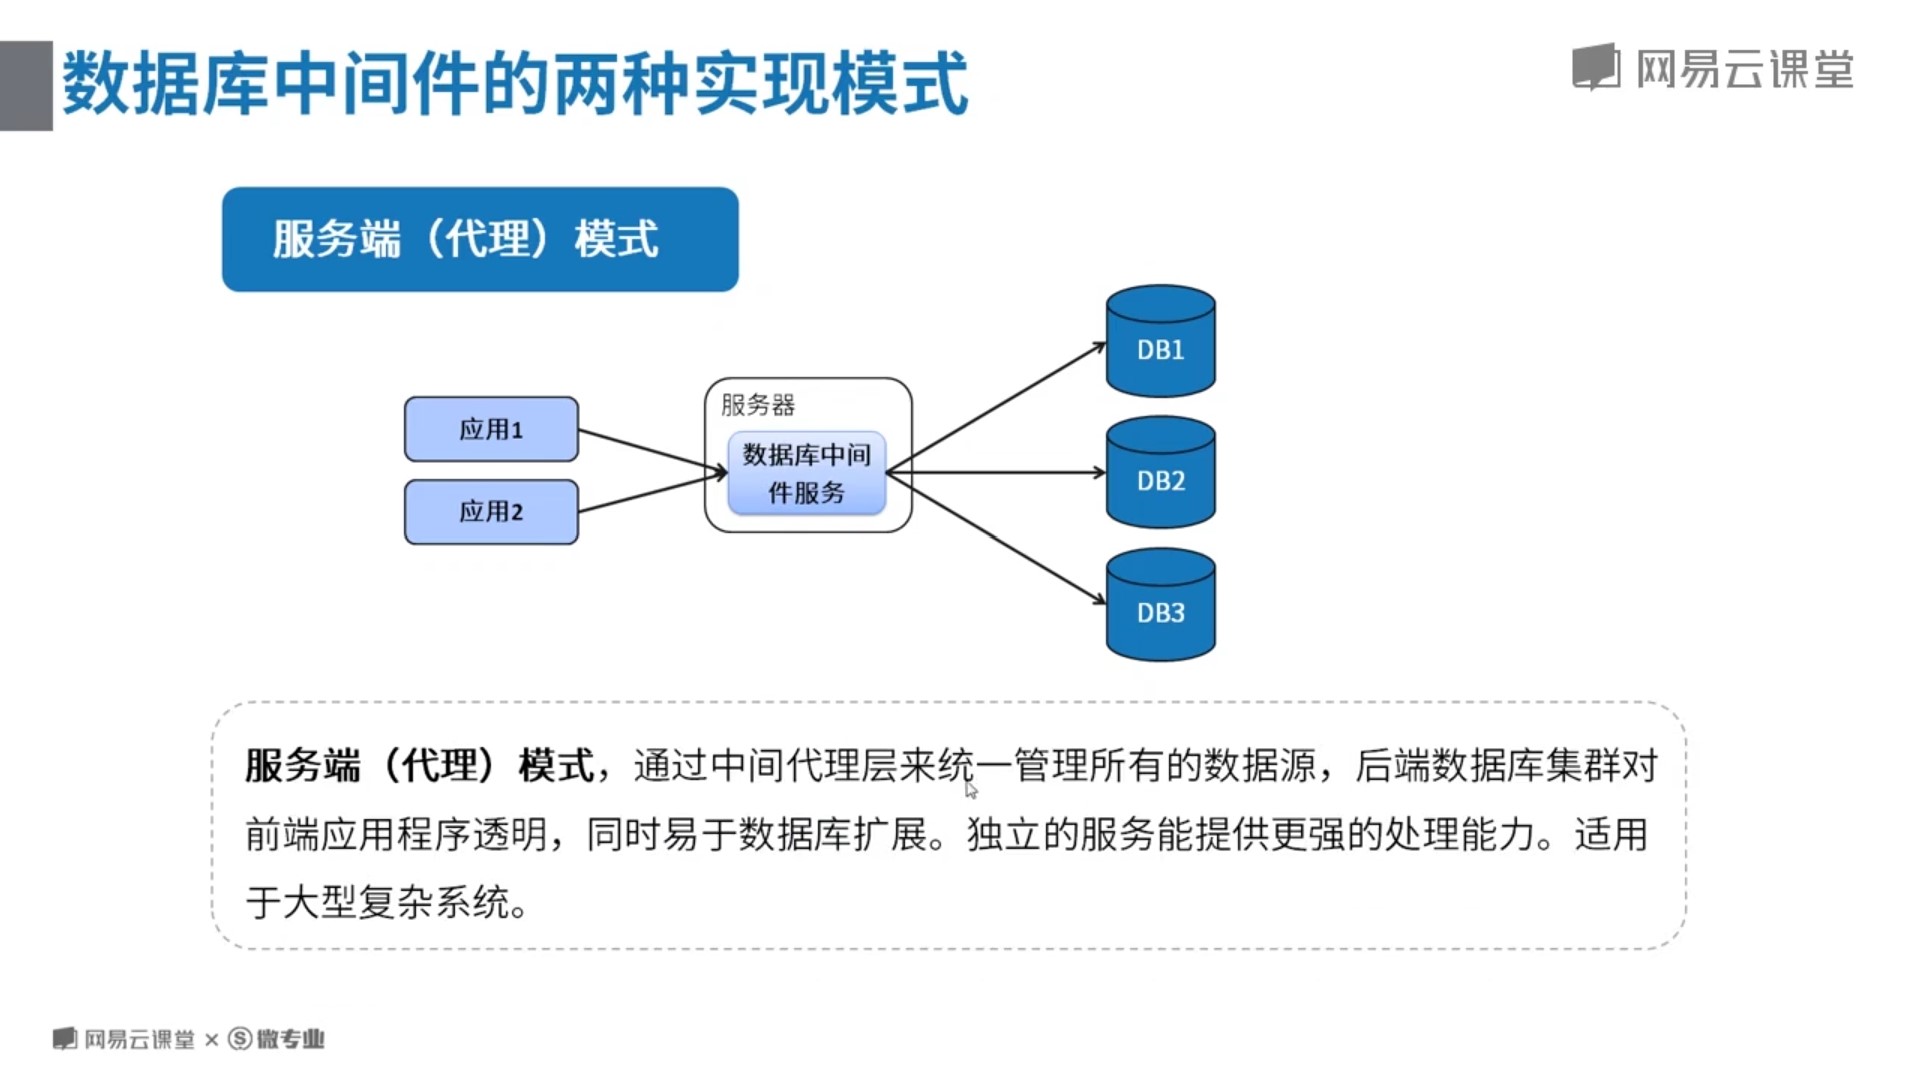 数据库中间件的两种实现模式
网易云课堂
服务端（代理）模式
DB1
服务器
应用1
数据库中间
件服务
DB2
应用2
DB3
服务端（代理）模式，通过中间代理层来统一管理所有的数据源，后端数据库集群对
前端应用程序透明，同时易于数据库扩展。独立的服务能提供更强的处理能力。适用
于大型复杂系统。
网易云课堂 × Ⓢ微专业